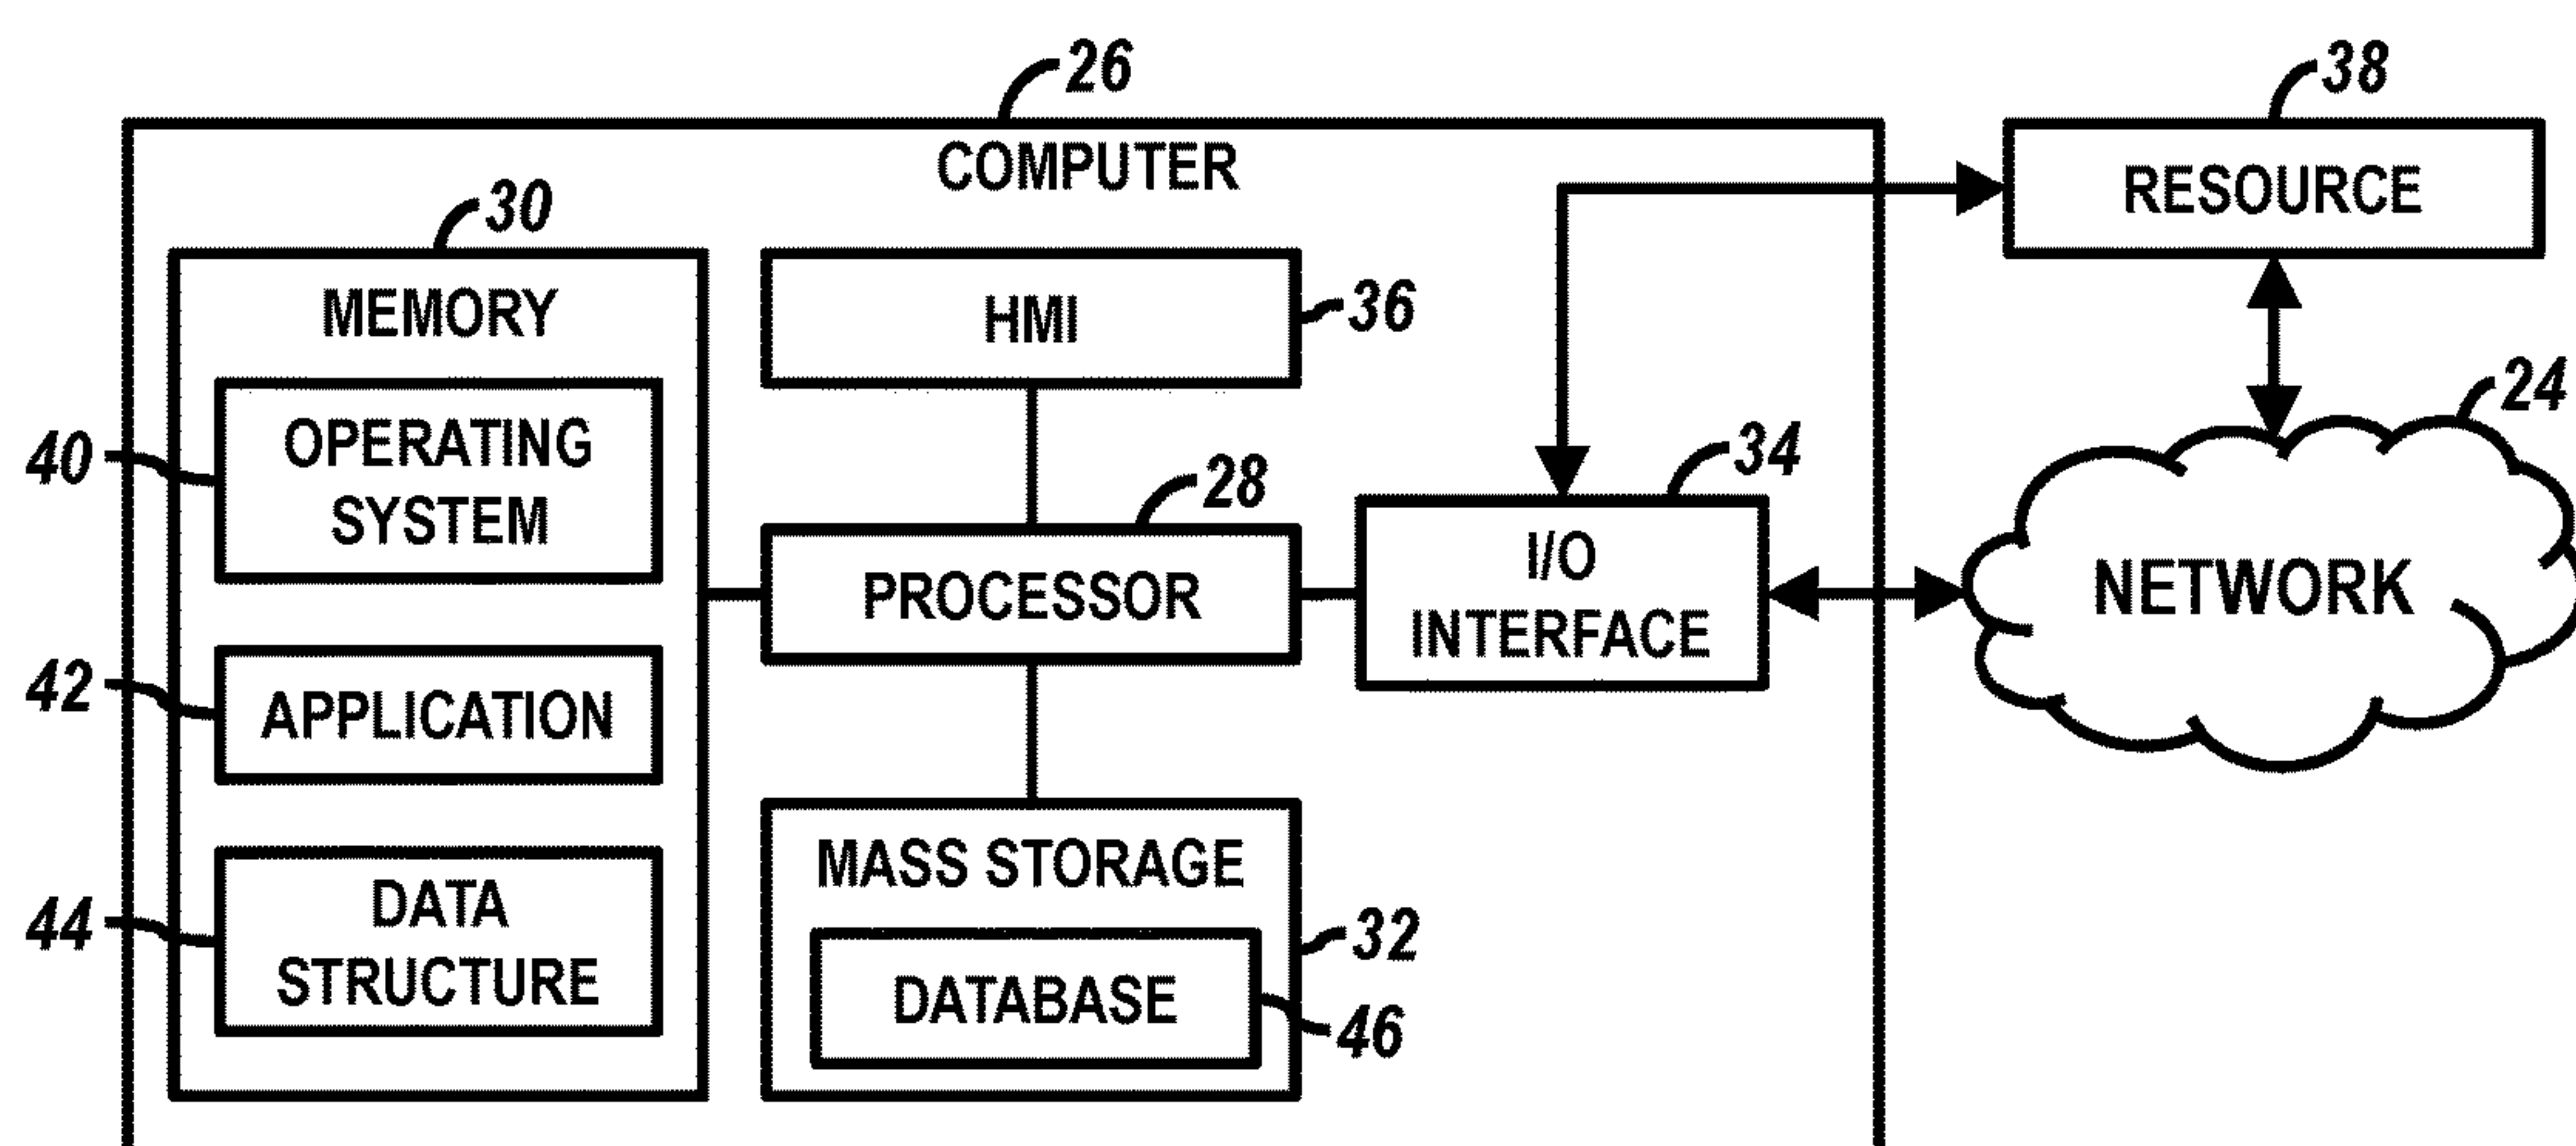 26
38
COMPUTER
RESOURCE
30
MEMORY
HMI
36
24
40
OPERATING
SYSTEM
28
34
PROCESSOR
I/O
INTERFACE
NETWORK
42
APPLICATION
MASS STORAGE
32
44
DATA
STRUCTURE
DATABASE
46